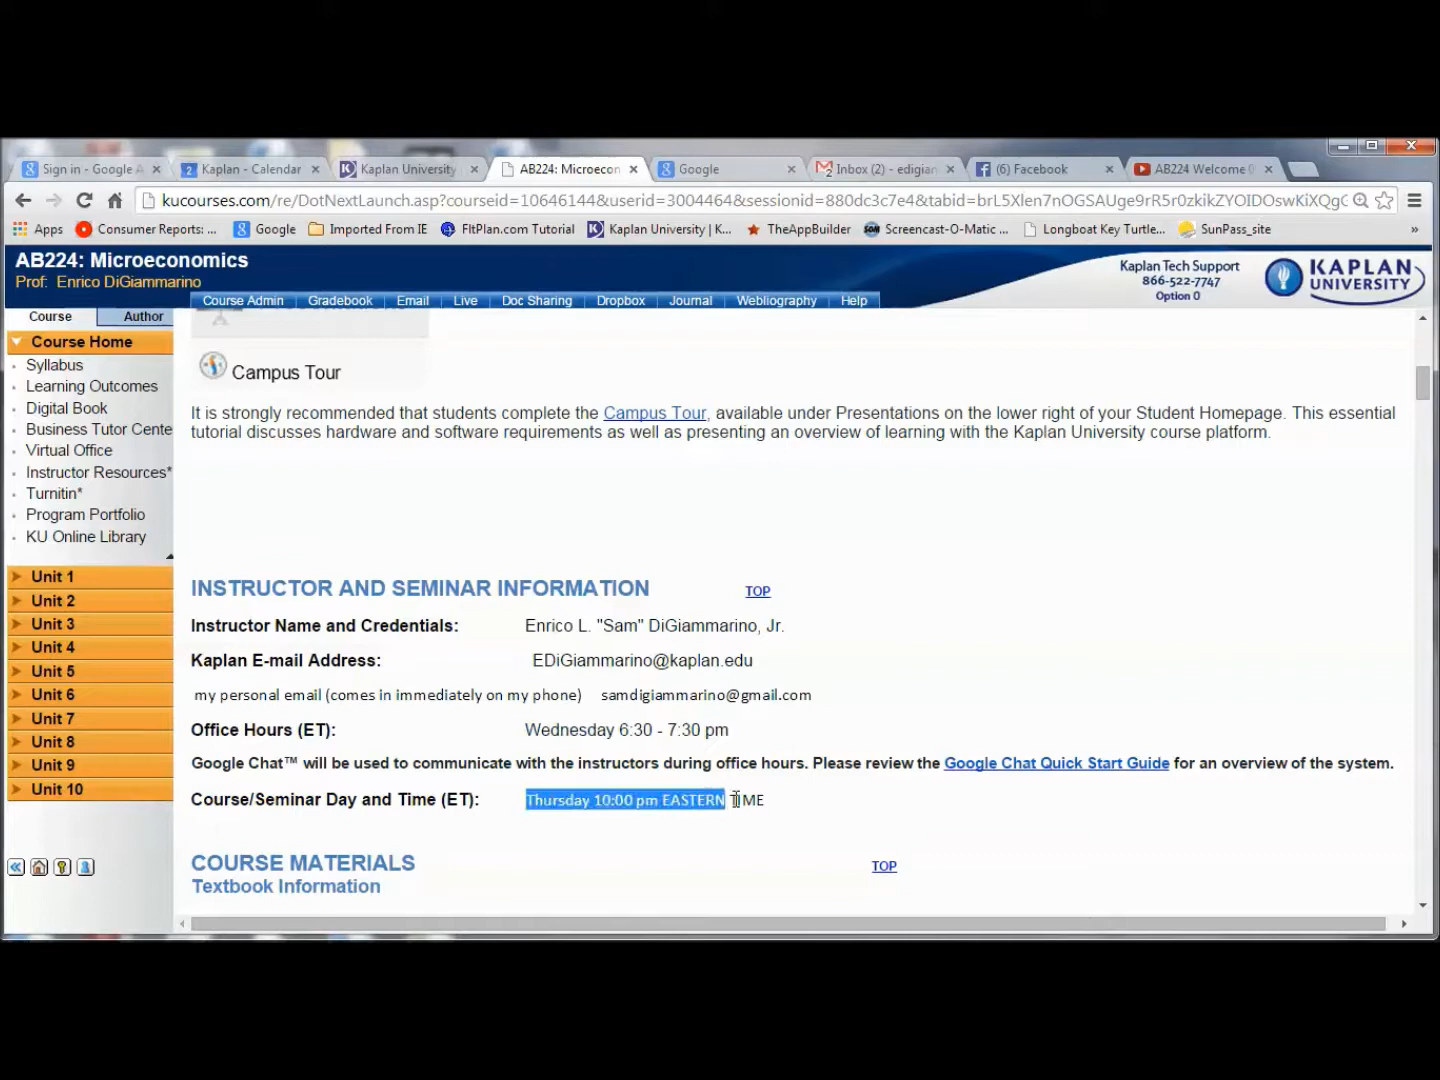 Sign in - Google A
Kaplan - Calendar
Kaplan University
AB224: Microecon
Google
Inbox (2) - edigian
(6) Facebook
AB224 Welcome (
kucourses.com/re/DotNextLaunch.asp?courseid=10646144&userid=3004464&sessionid=880dc3c7e4&tabid=brL5Xlen7nOGSAUge9rR5r0zkikZYOIDOswKiXQgG
Apps
Consumer Reports: ...
Google
Imported From IE
FltPlan.com Tutorial
Kaplan University | K...
TheAppBuilder
Screencast-O-Matic ...
Longboat Key Turtle...
SunPass_site
»
AB224: Microeconomics
Prof: Enrico DiGiammarino
Kaplan Tech Support
866-522-7747
Option 0
KAPLAN
UNIVERSITY
Course Admin
Gradebook
Email
Live
Doc Sharing
Dropbox
Journal
Webliography
Help
Course
Author
Course Home
Syllabus
Learning Outcomes
Digital Book
Business Tutor Cente
Virtual Office
Instructor Resources*
Turnitin*
Program Portfolio
KU Online Library
Unit 1
Unit 2
Unit 3
Unit 4
Unit 5
Unit 6
Unit 7
Unit 8
Unit 9
Unit 10
Campus Tour
It is strongly recommended that students complete the Campus Tour, available under Presentations on the lower right of your Student Homepage. This essential
tutorial discusses hardware and software requirements as well as presenting an overview of learning with the Kaplan University course platform.
INSTRUCTOR AND SEMINAR INFORMATION TOP
Instructor Name and Credentials: Enrico L. "Sam" DiGiammarino, Jr.
Kaplan E-mail Address: EDiGiammarino@kaplan.edu
my personal email (comes in immediately on my phone) samdigiammarino@gmail.com
Office Hours (ET): Wednesday 6:30 - 7:30 pm
Google Chat™ will be used to communicate with the instructors during office hours. Please review the Google Chat Quick Start Guide for an overview of the system.
Course/Seminar Day and Time (ET): Thursday 10:00 pm EASTERN TIME
COURSE MATERIALS TOP
Textbook Information